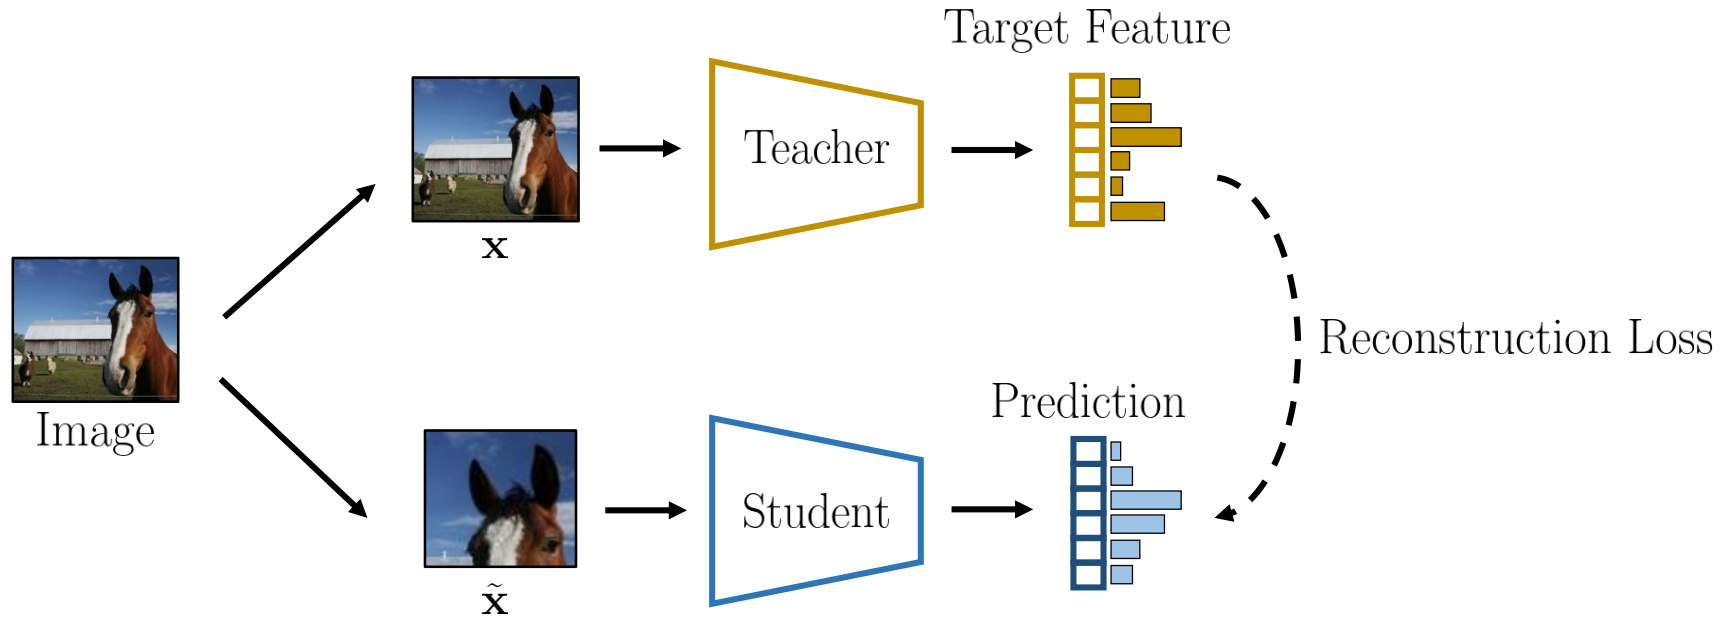 Target Feature
Teacher
x
Image
Reconstruction Loss
Prediction
Student
x̃